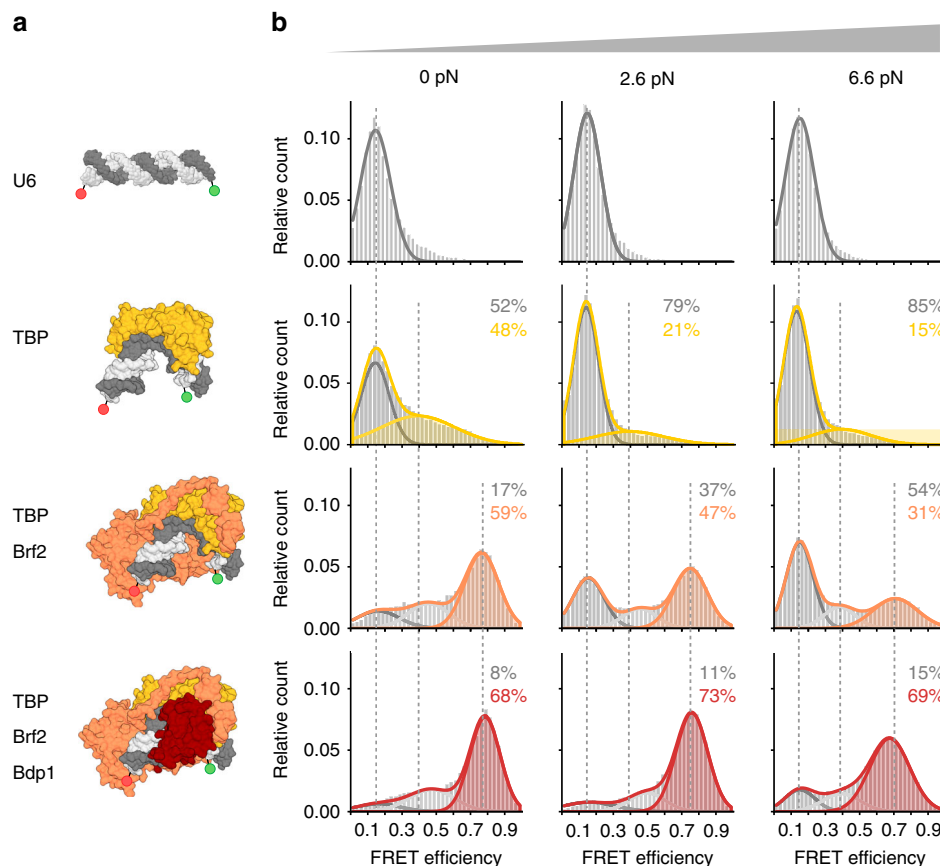 a
b
0 pN
2.6 pN
6.6 pN
U6
Relative count
0.10
0.05
0.00
TBP
Relative count
0.10
0.05
0.00
52%
48%
79%
21%
85%
15%
TBP
Brf2
Relative count
0.10
0.05
0.00
17%
59%
37%
47%
54%
31%
TBP
Brf2
Bdp1
Relative count
0.10
0.05
0.00
8%
68%
11%
73%
15%
69%
0.1 0.3 0.5 0.7 0.9
0.1 0.3 0.5 0.7 0.9
0.1 0.3 0.5 0.7 0.9
FRET efficiency
FRET efficiency
FRET efficiency